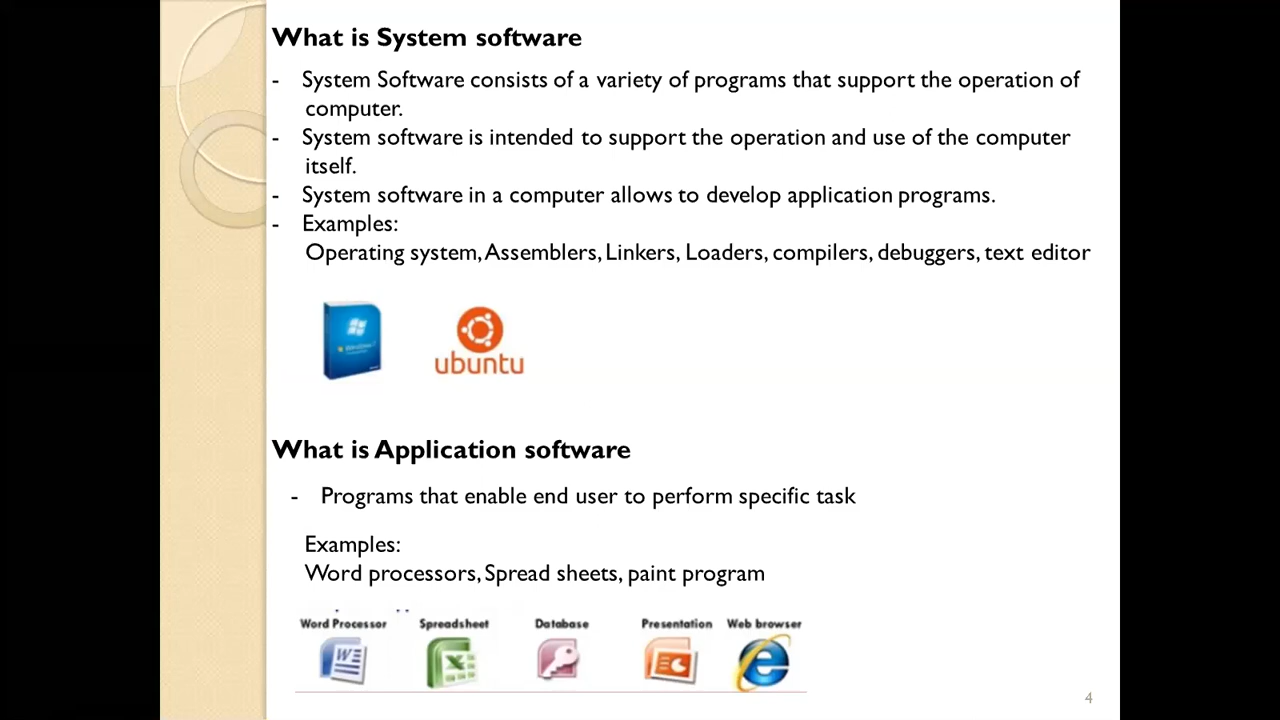 What is System software
- System Software consists of a variety of programs that support the operation of
computer.
- System software is intended to support the operation and use of the computer
itself.
- System software in a computer allows to develop application programs.
- Examples:
Operating system, Assemblers, Linkers, Loaders, compilers, debuggers, text editor
ubuntu
What is Application software
- Programs that enable end user to perform specific task
Examples:
Word processors, Spread sheets, paint program
Word Processor Spreadsheet Database Presentation Web browser
4